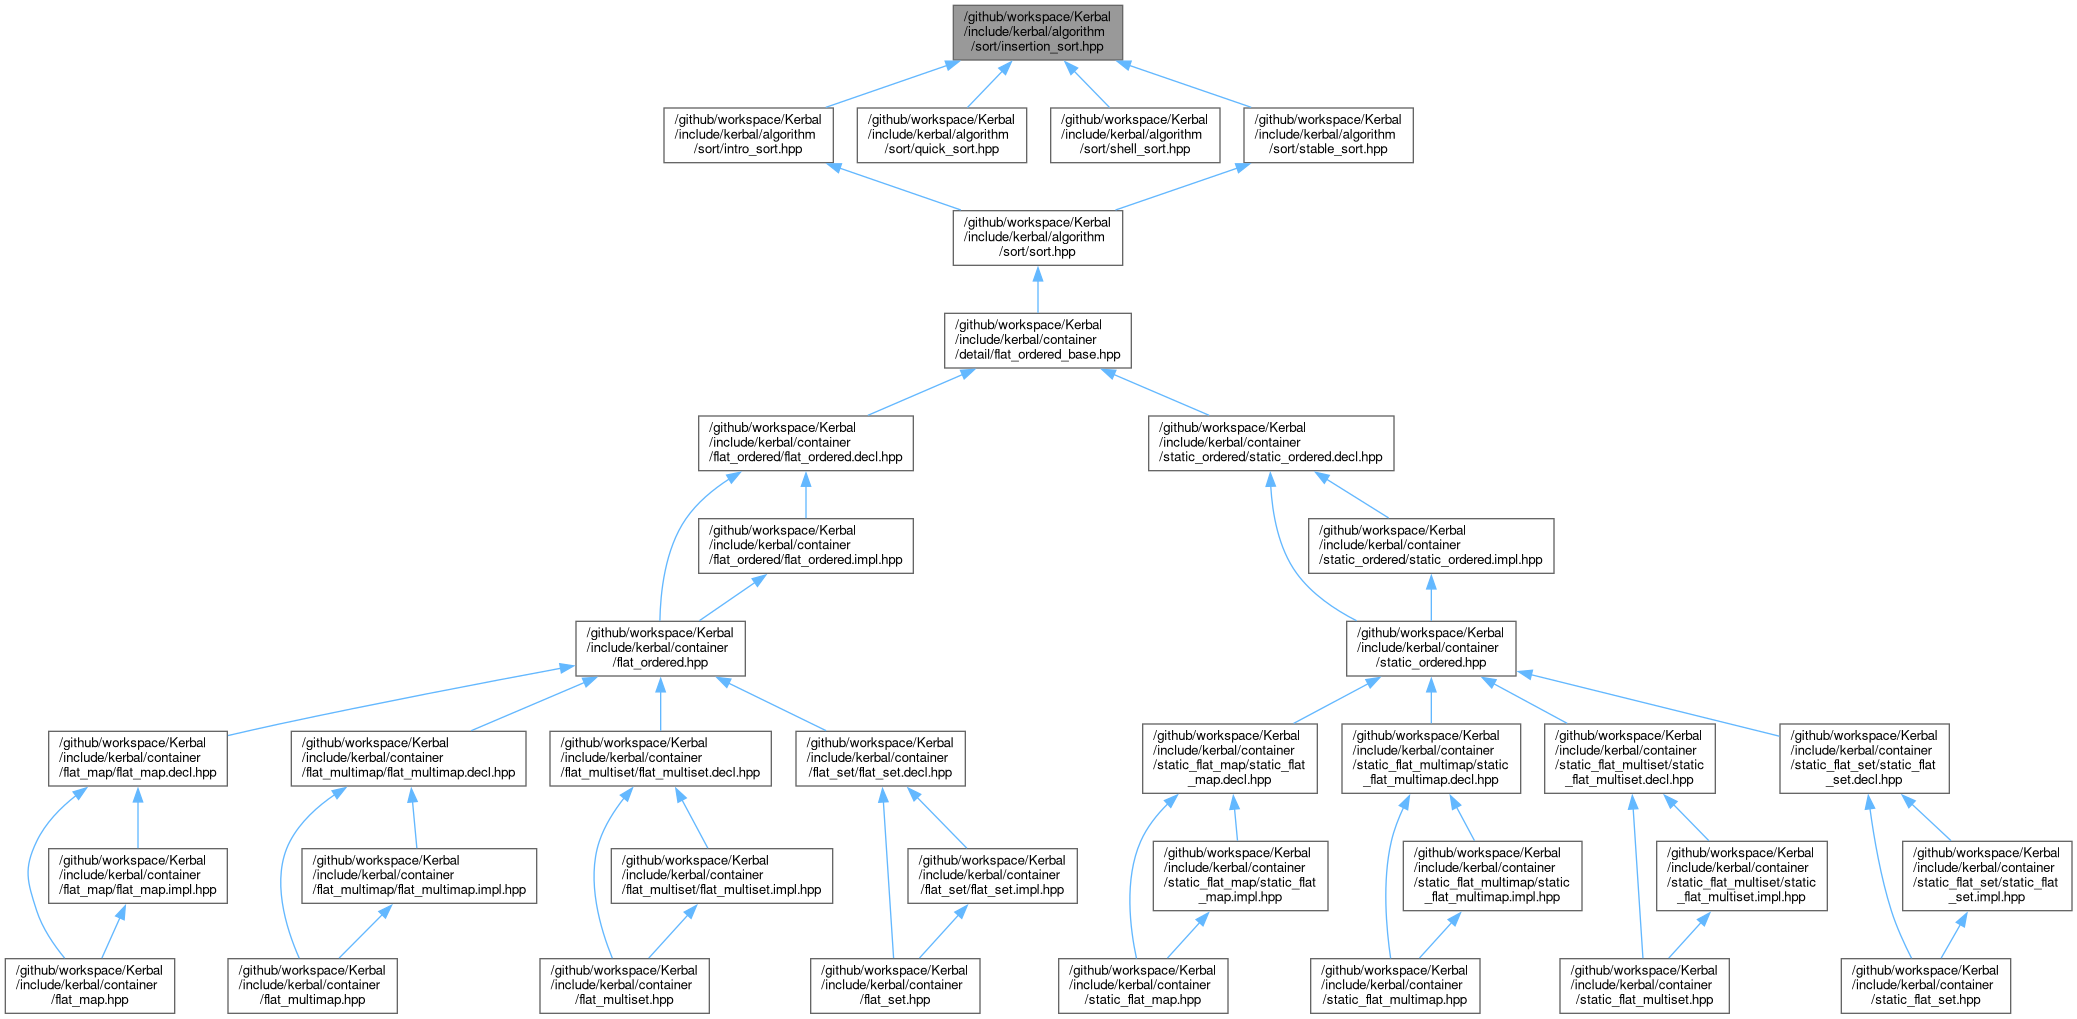 /github/workspace/Kerbal
/include/kerbal/algorithm
/sort/insertion_sort.hpp
/github/workspace/Kerbal
/include/kerbal/algorithm
/sort/intro_sort.hpp
/github/workspace/Kerbal
/include/kerbal/algorithm
/sort/quick_sort.hpp
/github/workspace/Kerbal
/include/kerbal/algorithm
/sort/shell_sort.hpp
/github/workspace/Kerbal
/include/kerbal/algorithm
/sort/stable_sort.hpp
/github/workspace/Kerbal
/include/kerbal/algorithm
/sort/sort.hpp
/github/workspace/Kerbal
/include/kerbal/container
/detail/flat_ordered_base.hpp
/github/workspace/Kerbal
/include/kerbal/container
/flat_ordered/flat_ordered.decl.hpp
/github/workspace/Kerbal
/include/kerbal/container
/static_ordered/static_ordered.decl.hpp
/github/workspace/Kerbal
/include/kerbal/container
/flat_ordered/flat_ordered.impl.hpp
/github/workspace/Kerbal
/include/kerbal/container
/static_ordered/static_ordered.impl.hpp
/github/workspace/Kerbal
/include/kerbal/container
/flat_ordered.hpp
/github/workspace/Kerbal
/include/kerbal/container
/static_ordered.hpp
/github/workspace/Kerbal
/include/kerbal/container
/flat_map/flat_map.decl.hpp
/github/workspace/Kerbal
/include/kerbal/container
/flat_multimap/flat_multimap.decl.hpp
/github/workspace/Kerbal
/include/kerbal/container
/flat_multiset/flat_multiset.decl.hpp
/github/workspace/Kerbal
/include/kerbal/container
/flat_set/flat_set.decl.hpp
/github/workspace/Kerbal
/include/kerbal/container
/static_flat_map/static_flat
_map.decl.hpp
/github/workspace/Kerbal
/include/kerbal/container
/static_flat_multimap/static
_flat_multimap.decl.hpp
/github/workspace/Kerbal
/include/kerbal/container
/static_flat_multiset/static
_flat_multiset.decl.hpp
/github/workspace/Kerbal
/include/kerbal/container
/static_flat_set/static_flat
_set.decl.hpp
/github/workspace/Kerbal
/include/kerbal/container
/flat_map/flat_map.impl.hpp
/github/workspace/Kerbal
/include/kerbal/container
/flat_multimap/flat_multimap.impl.hpp
/github/workspace/Kerbal
/include/kerbal/container
/flat_multiset/flat_multiset.impl.hpp
/github/workspace/Kerbal
/include/kerbal/container
/flat_set/flat_set.impl.hpp
/github/workspace/Kerbal
/include/kerbal/container
/static_flat_map/static_flat
_map.impl.hpp
/github/workspace/Kerbal
/include/kerbal/container
/static_flat_multimap/static
_flat_multimap.impl.hpp
/github/workspace/Kerbal
/include/kerbal/container
/static_flat_multiset/static
_flat_multiset.impl.hpp
/github/workspace/Kerbal
/include/kerbal/container
/static_flat_set/static_flat
_set.impl.hpp
/github/workspace/Kerbal
/include/kerbal/container
/flat_map.hpp
/github/workspace/Kerbal
/include/kerbal/container
/flat_multimap.hpp
/github/workspace/Kerbal
/include/kerbal/container
/flat_multiset.hpp
/github/workspace/Kerbal
/include/kerbal/container
/flat_set.hpp
/github/workspace/Kerbal
/include/kerbal/container
/static_flat_map.hpp
/github/workspace/Kerbal
/include/kerbal/container
/static_flat_multimap.hpp
/github/workspace/Kerbal
/include/kerbal/container
/static_flat_multiset.hpp
/github/workspace/Kerbal
/include/kerbal/container
/static_flat_set.hpp